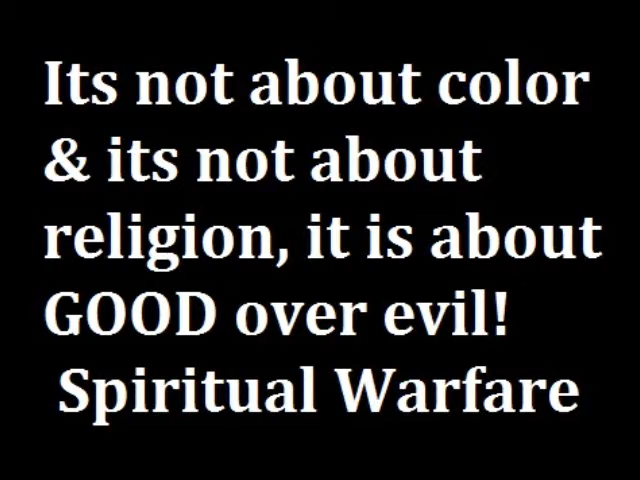 Its not about color
& its not about
religion, it is about
GOOD over evil!
Spiritual Warfare